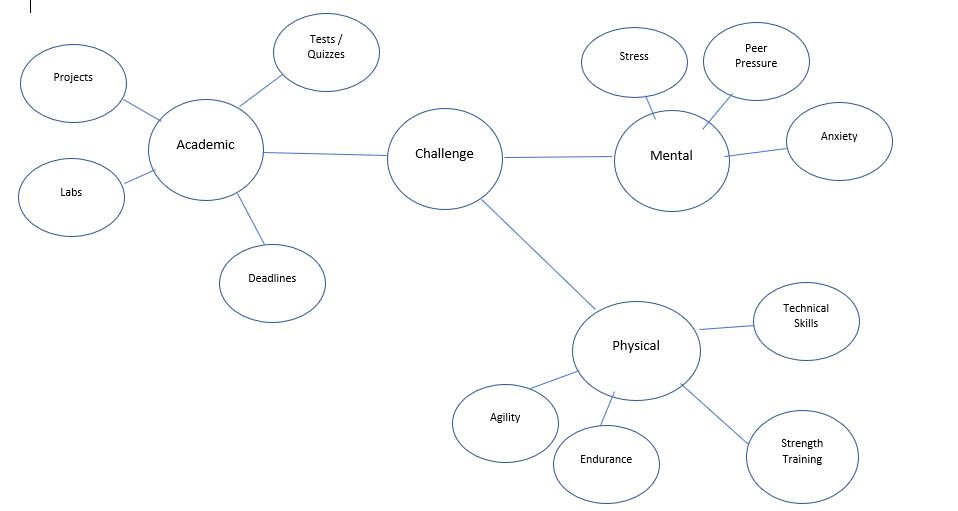 Tests /
Quizzes
Projects
Academic
Labs
Deadlines
Challenge
Stress
Peer
Pressure
Mental
Anxiety
Physical
Technical
Skills
Agility
Endurance
Strength
Training